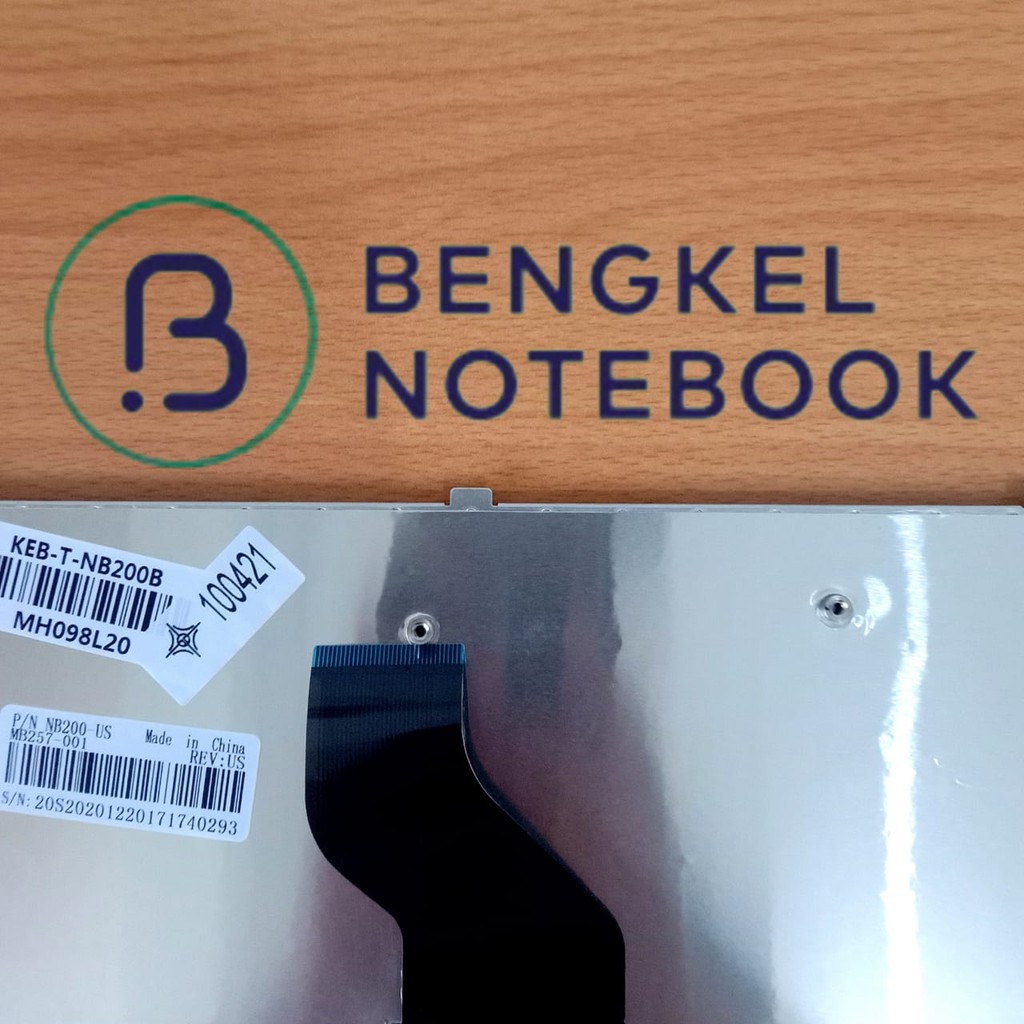 BENGKEL
NOTEBOOK
KEB-T-NB200B
MH098L20
100421
P/N NB200-US
MB257-001
Made in China
REV:US
S/N: 20S20201220171740293